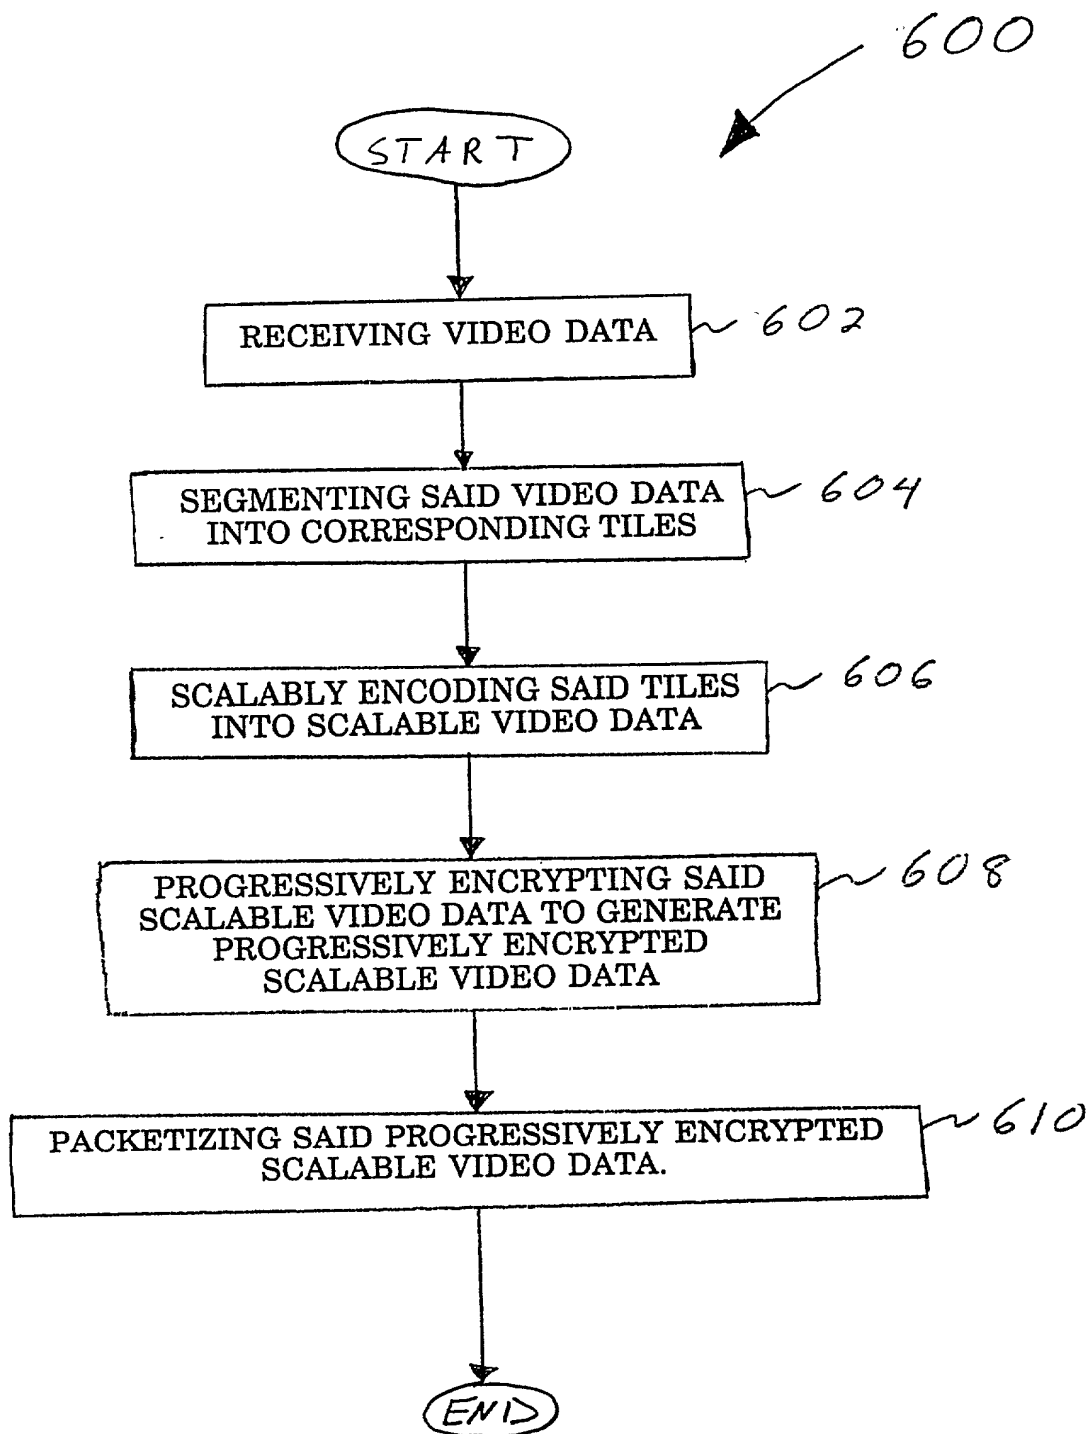 600
START
RECEIVING VIDEO DATA
602
SEGMENTING SAID VIDEO DATA
INTO CORRESPONDING TILES
604
SCALABLY ENCODING SAID TILES
INTO SCALABLE VIDEO DATA
606
PROGRESSIVELY ENCRYPTING SAID
SCALABLE VIDEO DATA TO GENERATE
PROGRESSIVELY ENCRYPTED
SCALABLE VIDEO DATA
608
PACKETIZING SAID PROGRESSIVELY ENCRYPTED
SCALABLE VIDEO DATA.
610
END